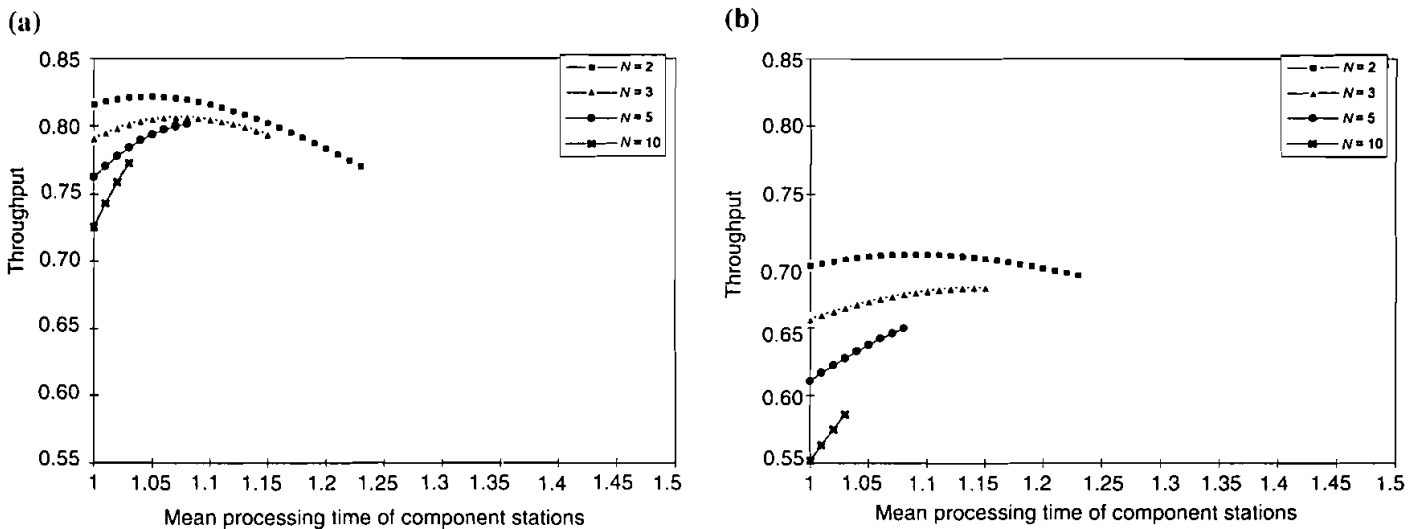 (a)
0.85
0.80
0.75
0.70
0.65
0.60
0.55
Throughput
1 1.05 1.1 1.15 1.2 1.25 1.3 1.35 1.4 1.45 1.5
Mean processing time of component stations
N = 2
N = 3
N = 5
N = 10
(b)
0.85
0.80
0.75
0.70
0.65
0.60
0.55
Throughput
1 1.05 1.1 1.15 1.2 1.25 1.3 1.35 1.4 1.45 1.5
Mean processing time of component stations
N = 2
N = 3
N = 5
N = 10